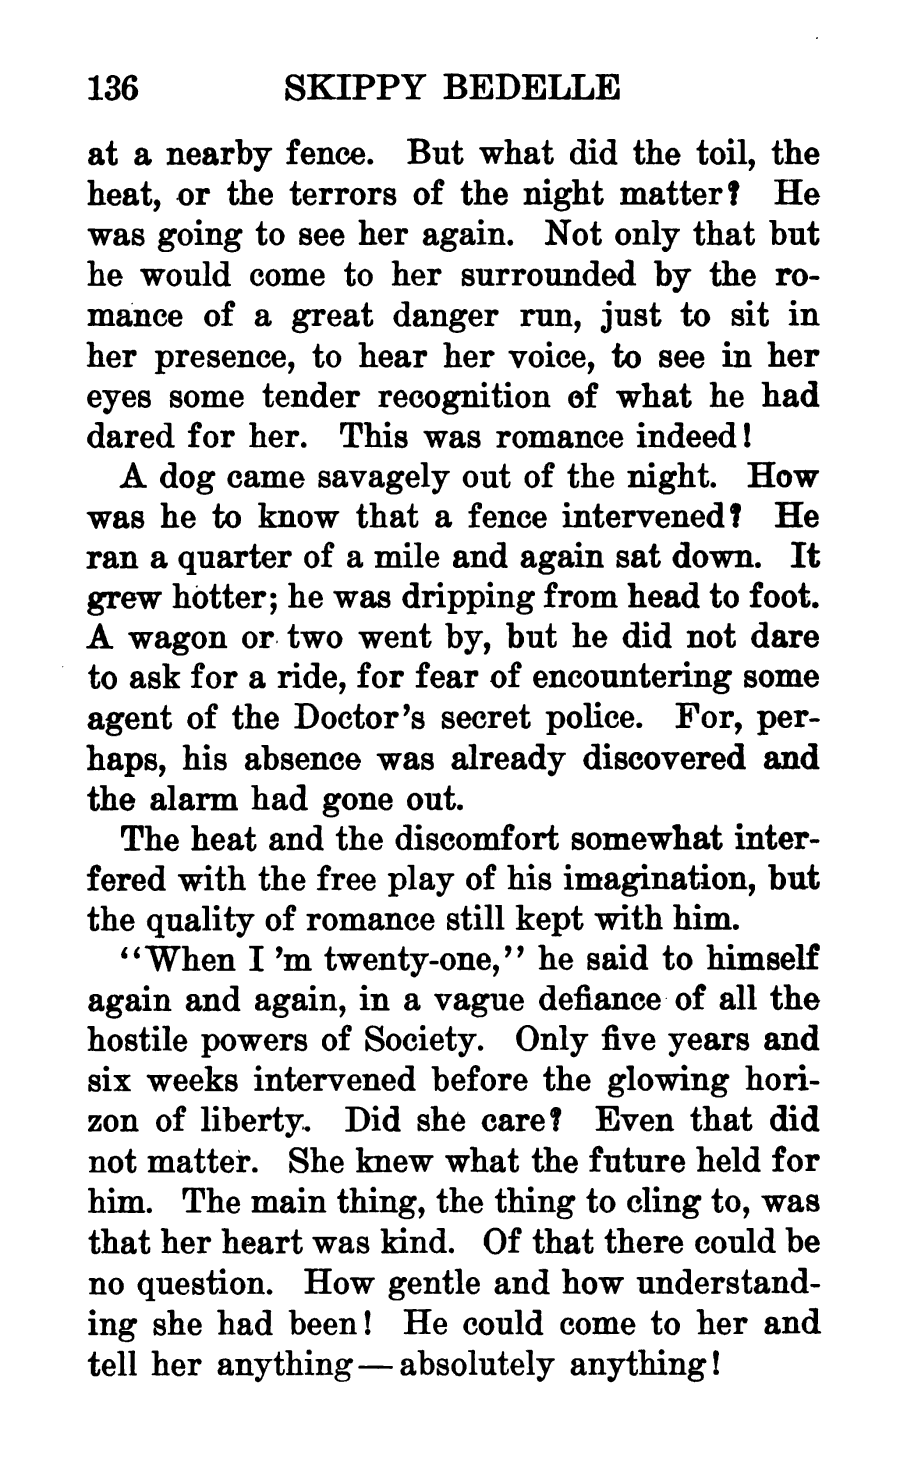 136 SKIPPY BEDELLE
at a nearby fence. But what did the toil, the
heat, or the terrors of the night matter? He
was going to see her again. Not only that but
he would come to her surrounded by the ro-
mance of a great danger run, just to sit in
her presence, to hear her voice, to see in her
eyes some tender recognition of what he had
dared for her. This was romance indeed!
A dog came savagely out of the night. How
was he to know that a fence intervened? He
ran a quarter of a mile and again sat down. It
grew hotter; he was dripping from head to foot.
A wagon or two went by, but he did not dare
to ask for a ride, for fear of encountering some
agent of the Doctor's secret police. For, per-
haps, his absence was already discovered and
the alarm had gone out.
The heat and the discomfort somewhat inter-
fered with the free play of his imagination, but
the quality of romance still kept with him.
"When I 'm twenty-one," he said to himself
again and again, in a vague defiance of all the
hostile powers of Society. Only five years and
six weeks intervened before the glowing hori-
zon of liberty. Did she care? Even that did
not matter. She knew what the future held for
him. The main thing, the thing to cling to, was
that her heart was kind. Of that there could be
no question. How gentle and how understand-
ing she had been! He could come to her and
tell her anything — absolutely anything!